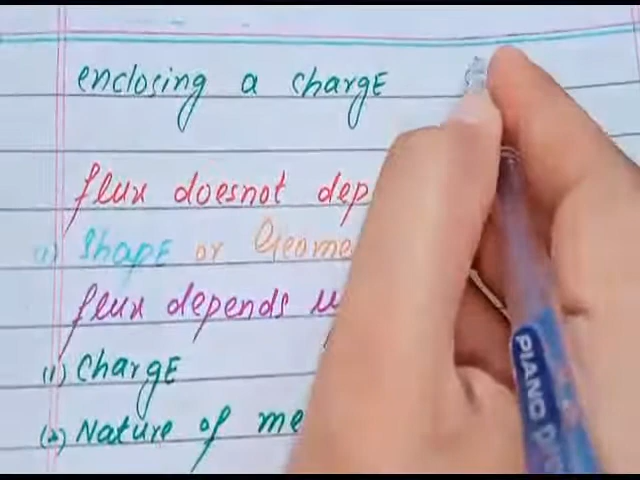 enclosing a charge
flux doesnot dep
(1) Shape or Geome
flux depends u
(1) Charge
(2) Nature of me
PIANO